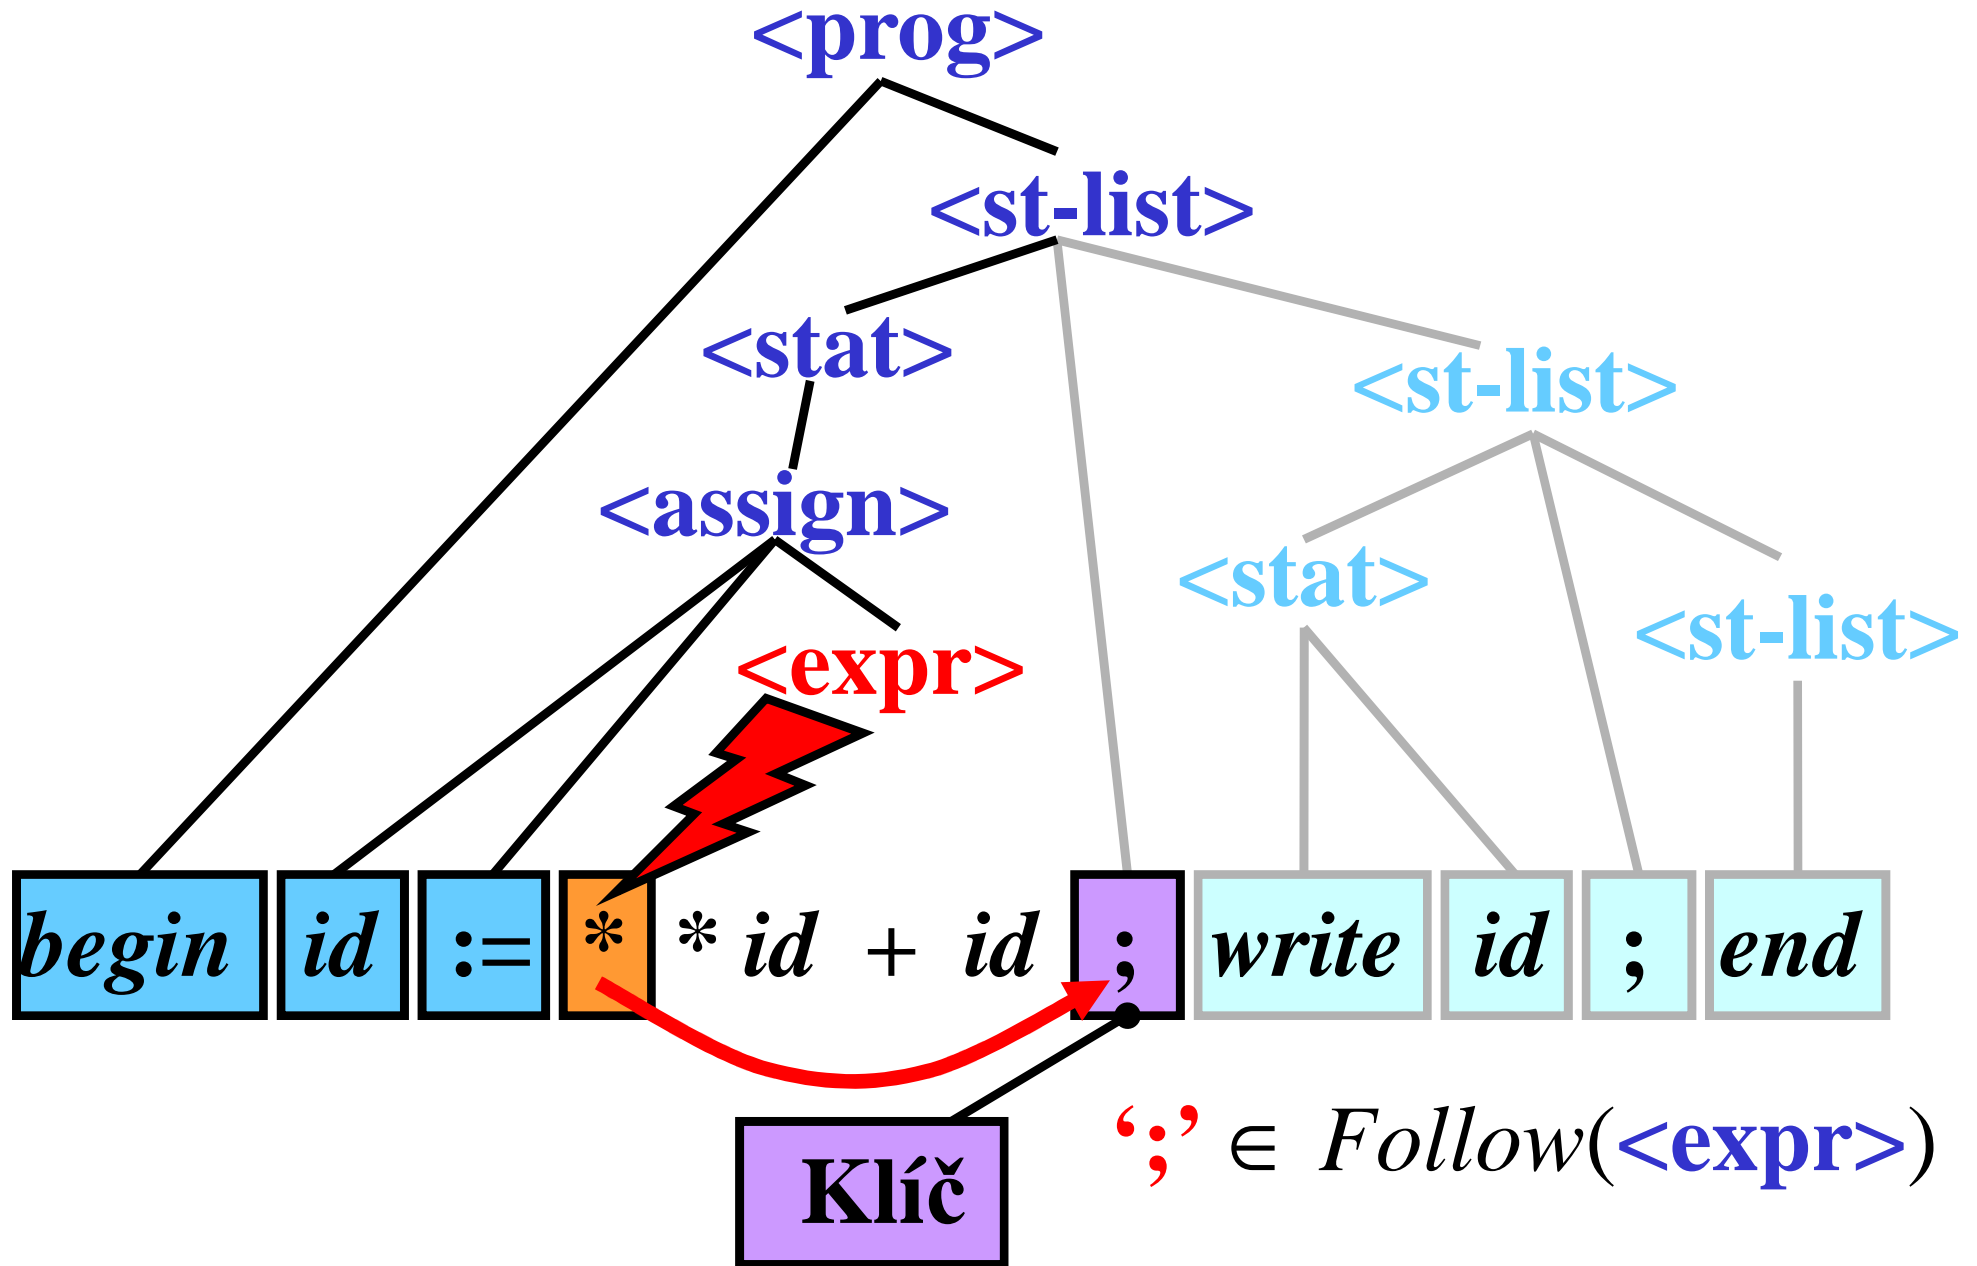 <prog>
<st-list>
<stat>
<st-list>
<assign>
<stat>
<st-list>
<expr>
begin id := * * id + id ; write id ; end
‘;’ ∈ Follow(<expr>)
Klíč